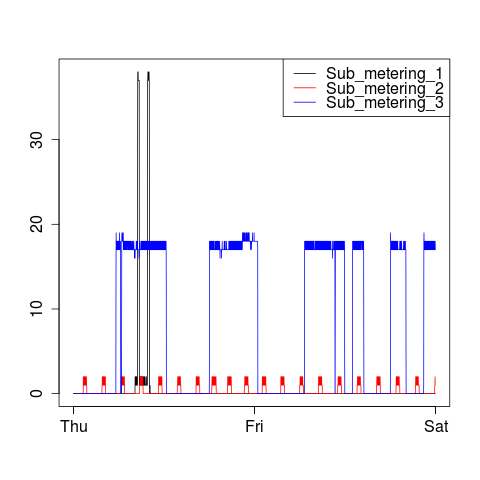 Sub_metering_1
Sub_metering_2
Sub_metering_3
30
20
10
0
Thu Fri Sat